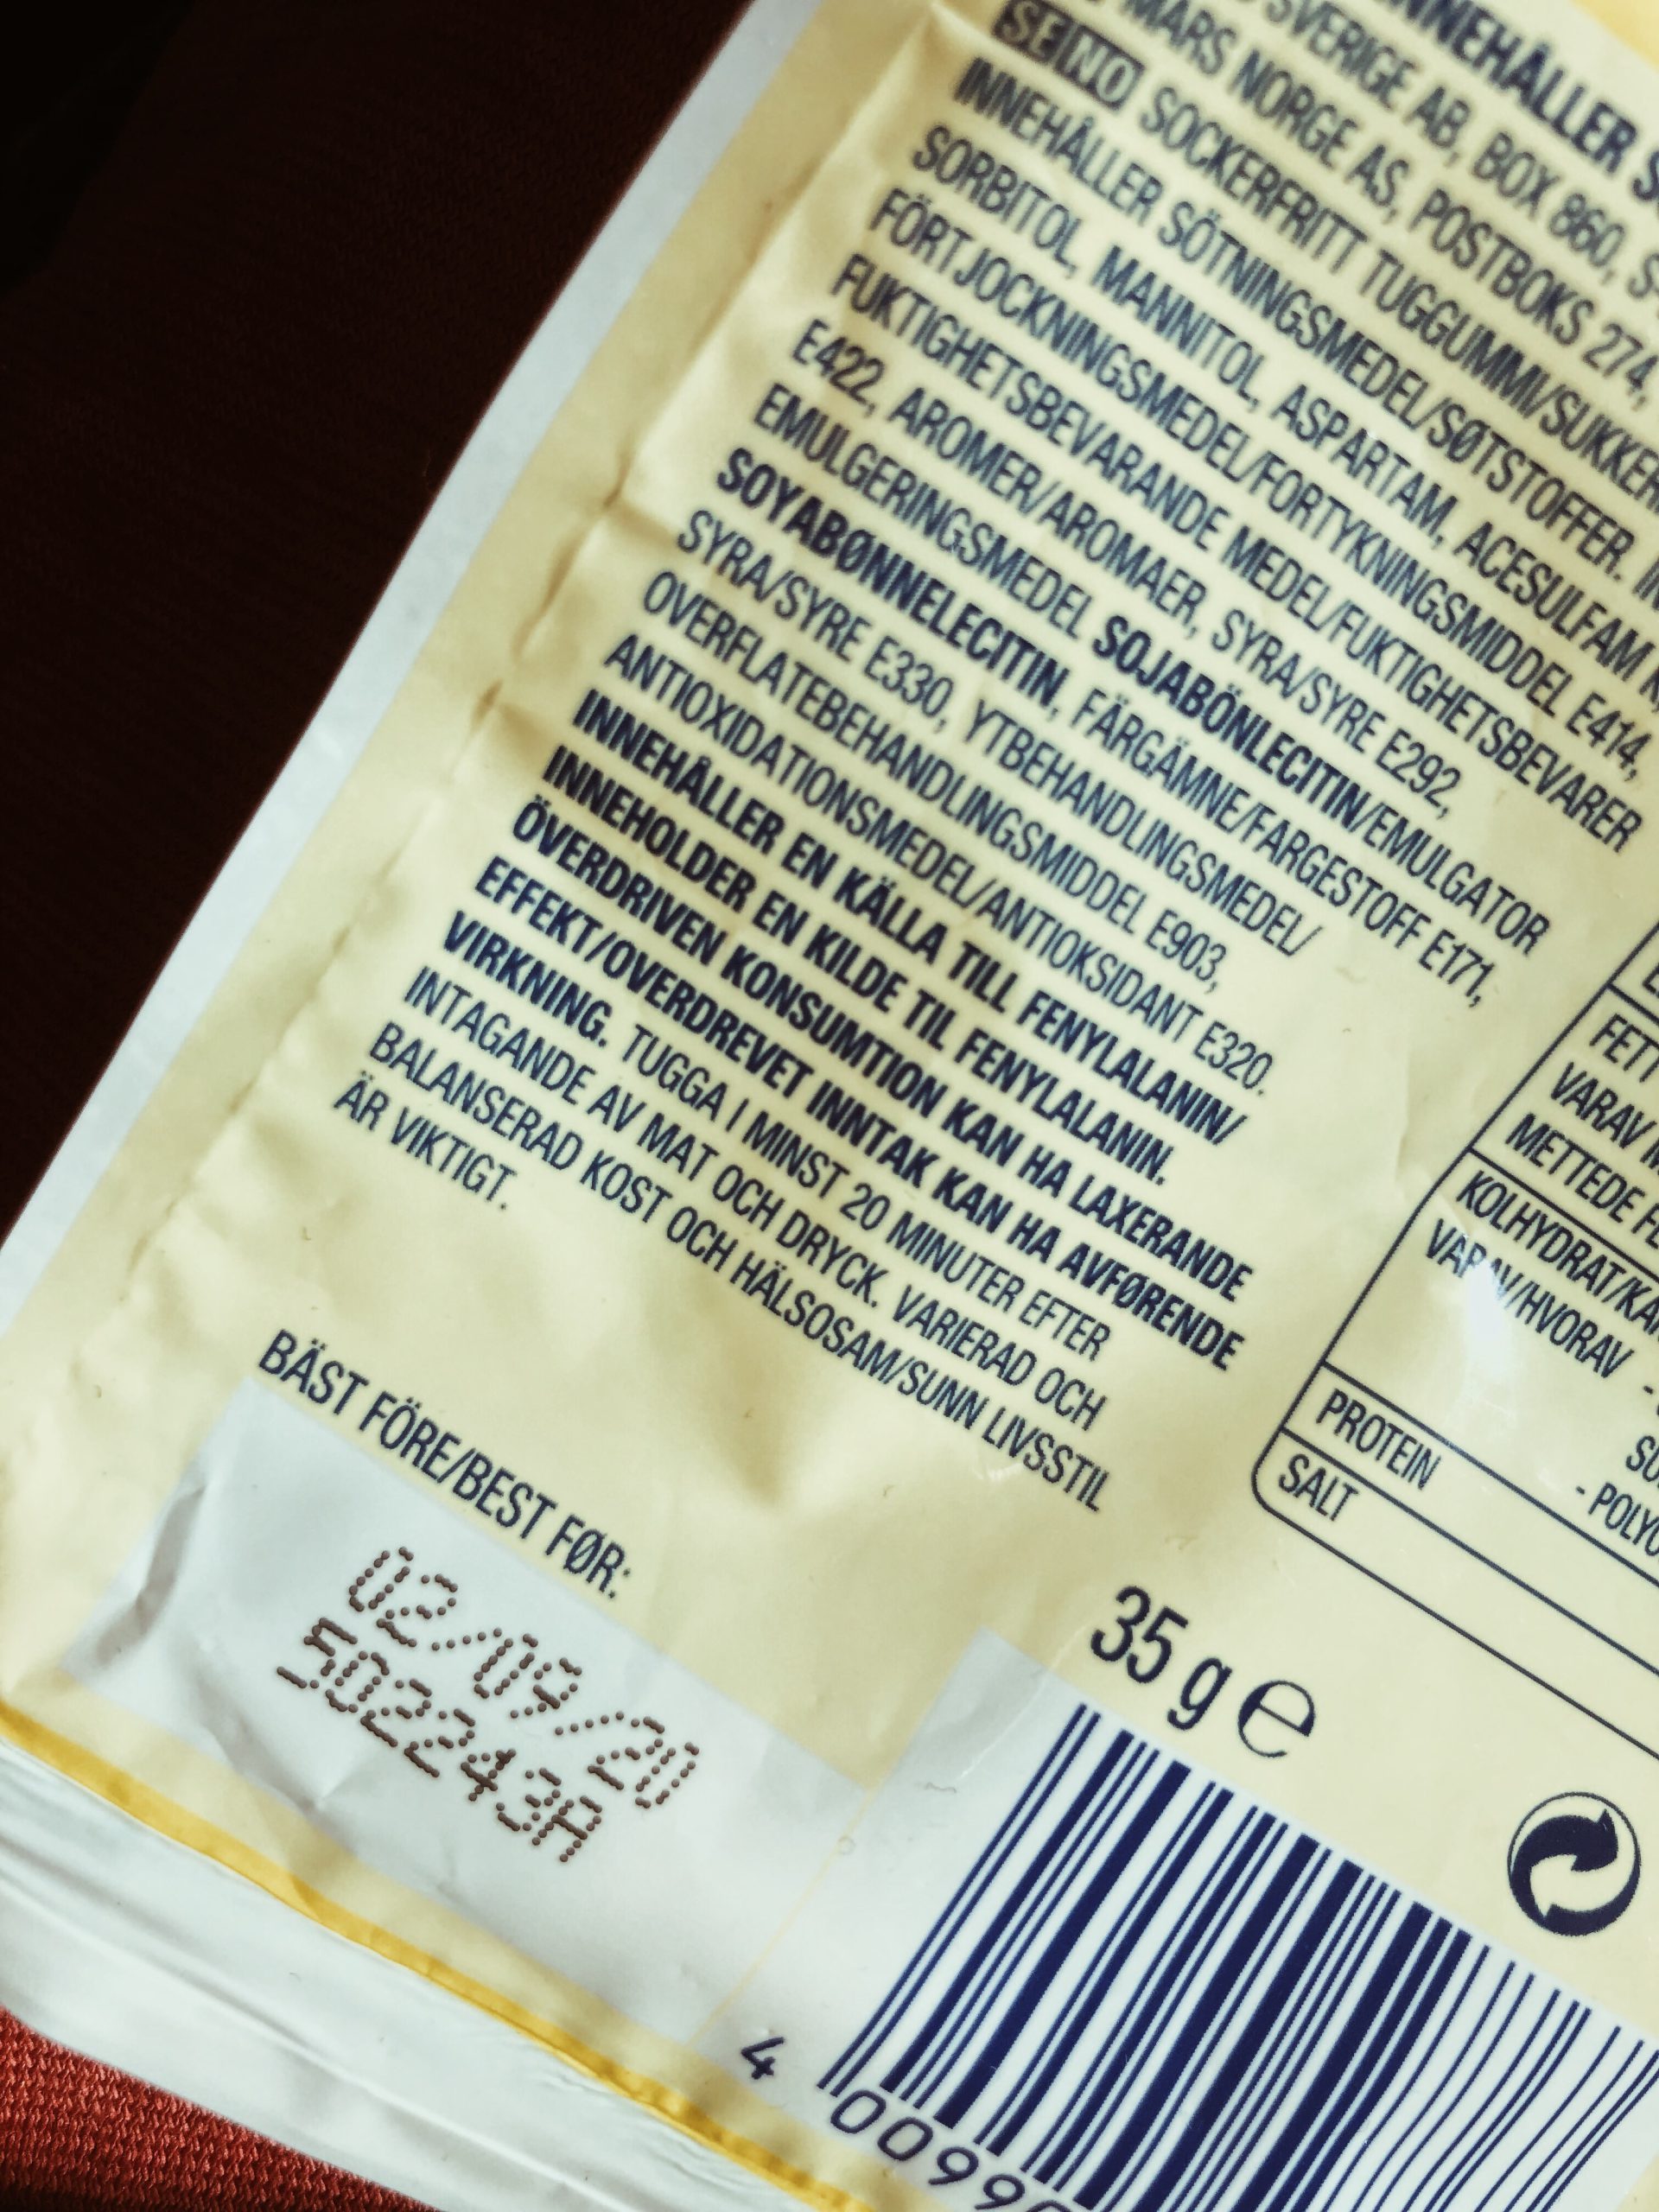 INNEHÅLLER
SVERIGE AB, BOX 860,
MARS NORGE AS, POSTBOKS 274,
SE NO SOCKERFRITT TUGGUMMI/SUKKER
INNEHÅLLER SÖTNINGSMEDEL/SØTSTOFFER.
SORBITOL, MANNITOL, ASPARTAM, ACESULFAM
FÖRTJOCKNINGSMEDEL/FORTYKNINGSMIDDEL E414,
FUKTIGHETSBEVARANDE MEDEL/FUKTIGHETSBEVARER
E422, AROMER/AROMAER, SYRA/SYRE E292,
EMULGERINGSMEDEL SOJABÖNLECITIN/EMULGATOR
SOYABØNNELECITIN, FÄRGÄMNE/FARGESTOFF E171,
SYRA/SYRE E330, YTBEHANDLINGSMEDEL/
OVERFLATEBEHANDLINGSMIDDEL E903,
ANTIOXIDATIONSMEDEL/ANTIOKSIDANT E320.
INNEHÅLLER EN KÄLLA TILL FENYLALANIN/
INNEHOLDER EN KILDE TIL FENYLALANIN.
ÖVERDRIVEN KONSUMTION KAN HA LAXERANDE
EFFEKT/OVERDREVET INNTAK KAN HA AVFØRENDE
VIRKNING. TUGGA I MINST 20 MINUTER EFTER
INTAGANDE AV MAT OCH DRYCK. VARIERAD OCH
BALANSERAD KOST OCH HÄLSOSAM/SUNN LIVSSTIL
ÄR VIKTIGT.
BÄST FÖRE/BEST FØR:
02/09/20
502243A
FETT
VARAV
METTEDE
KOLHYDRAT/
VARAV/HVORAV
PROTEIN
SALT
35 g e
4 0099